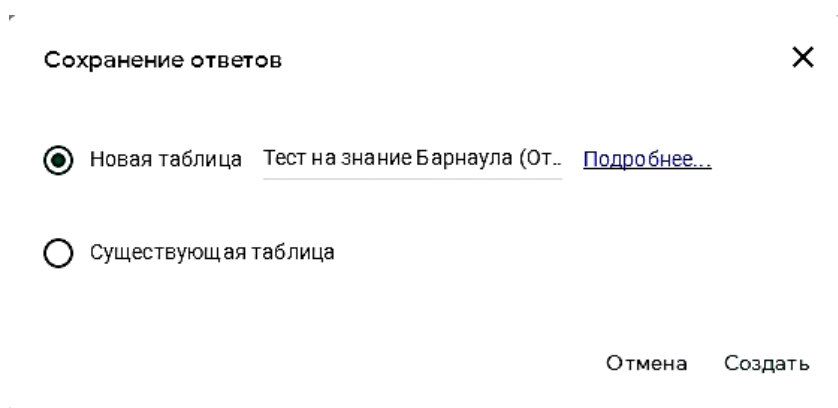 Сохранение ответов
Новая таблица Тест на знание Барнаула (От.. Подробнее...
Существующая таблица
Отмена Создать